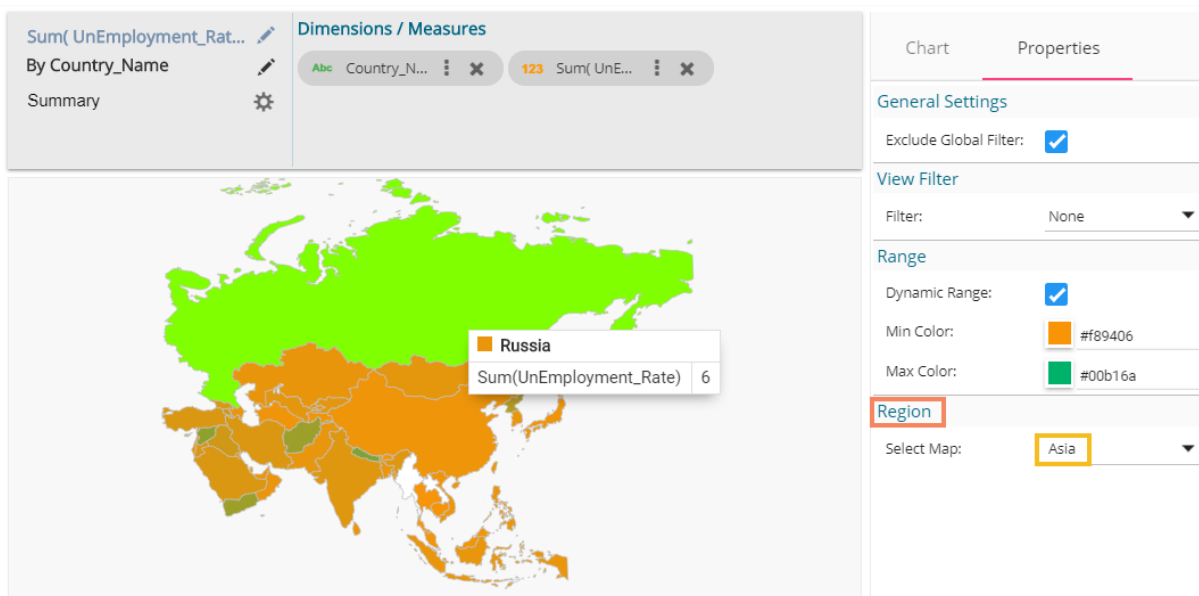 Sum( UnEmployment_Rat...
By Country_Name
Summary
Dimensions / Measures
Abc Country_N...
123 Sum( UnE...
Russia
Sum(UnEmployment_Rate) 6
Chart Properties
General Settings
Exclude Global Filter:
View Filter
Filter: None
Range
Dynamic Range:
Min Color: #f89406
Max Color: #00b16a
Region
Select Map: Asia